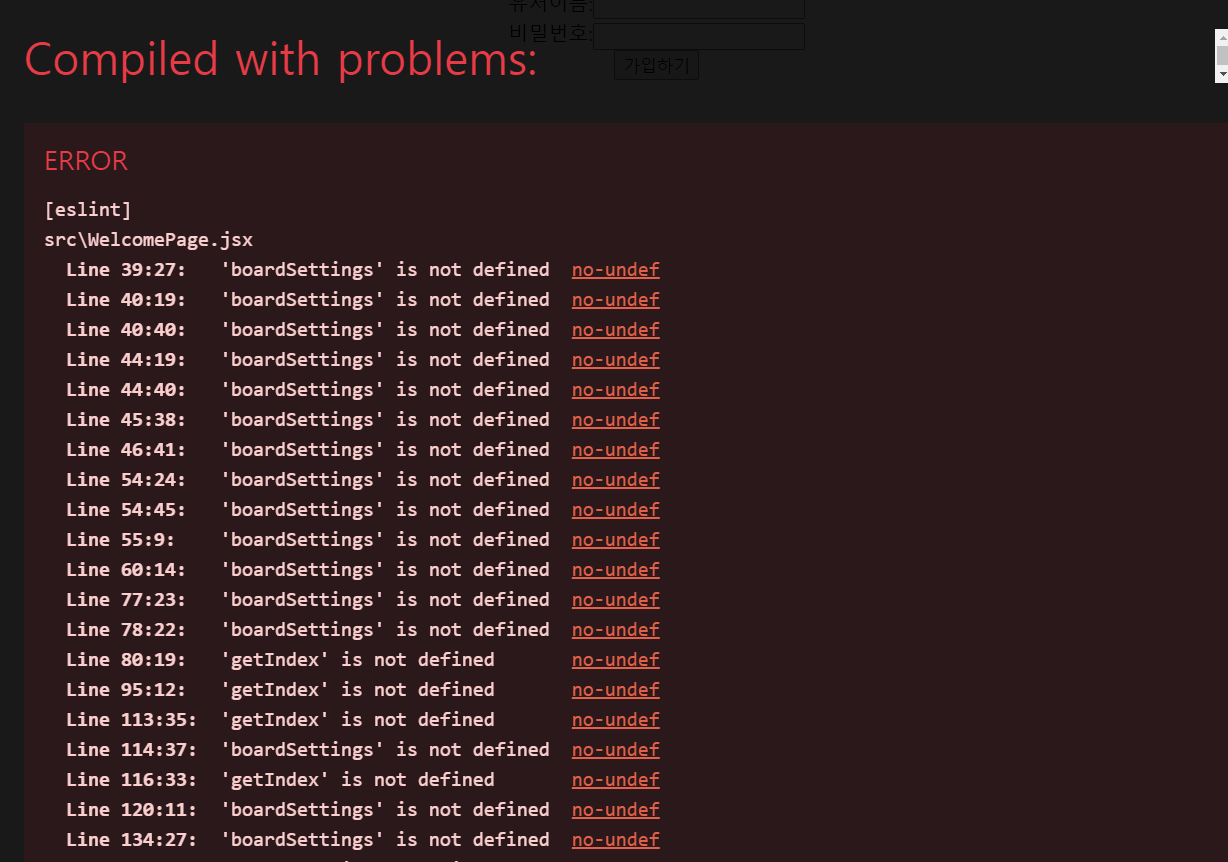 유저이름:
비밀번호:
가입하기
Compiled with problems:
ERROR
[eslint]
src\WelcomePage.jsx
Line 39:27: 'boardSettings' is not defined no-undef
Line 40:19: 'boardSettings' is not defined no-undef
Line 40:40: 'boardSettings' is not defined no-undef
Line 44:19: 'boardSettings' is not defined no-undef
Line 44:40: 'boardSettings' is not defined no-undef
Line 45:38: 'boardSettings' is not defined no-undef
Line 46:41: 'boardSettings' is not defined no-undef
Line 54:24: 'boardSettings' is not defined no-undef
Line 54:45: 'boardSettings' is not defined no-undef
Line 55:9: 'boardSettings' is not defined no-undef
Line 60:14: 'boardSettings' is not defined no-undef
Line 77:23: 'boardSettings' is not defined no-undef
Line 78:22: 'boardSettings' is not defined no-undef
Line 80:19: 'getIndex' is not defined no-undef
Line 95:12: 'getIndex' is not defined no-undef
Line 113:35: 'getIndex' is not defined no-undef
Line 114:37: 'boardSettings' is not defined no-undef
Line 116:33: 'getIndex' is not defined no-undef
Line 120:11: 'boardSettings' is not defined no-undef
Line 134:27: 'boardSettings' is not defined no-undef